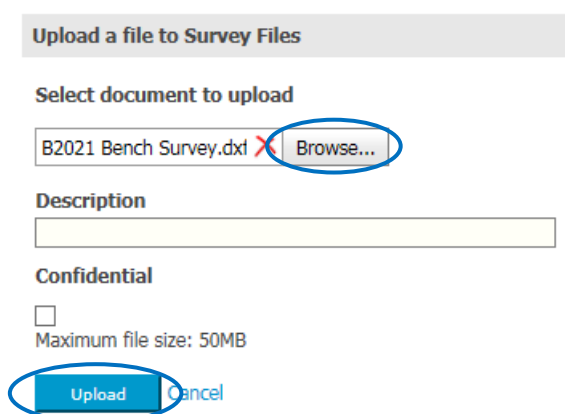 Upload a file to Survey Files
Select document to upload
B2021 Bench Survey.dxf Browse...
Description
Confidential
Maximum file size: 50MB
Upload Cancel